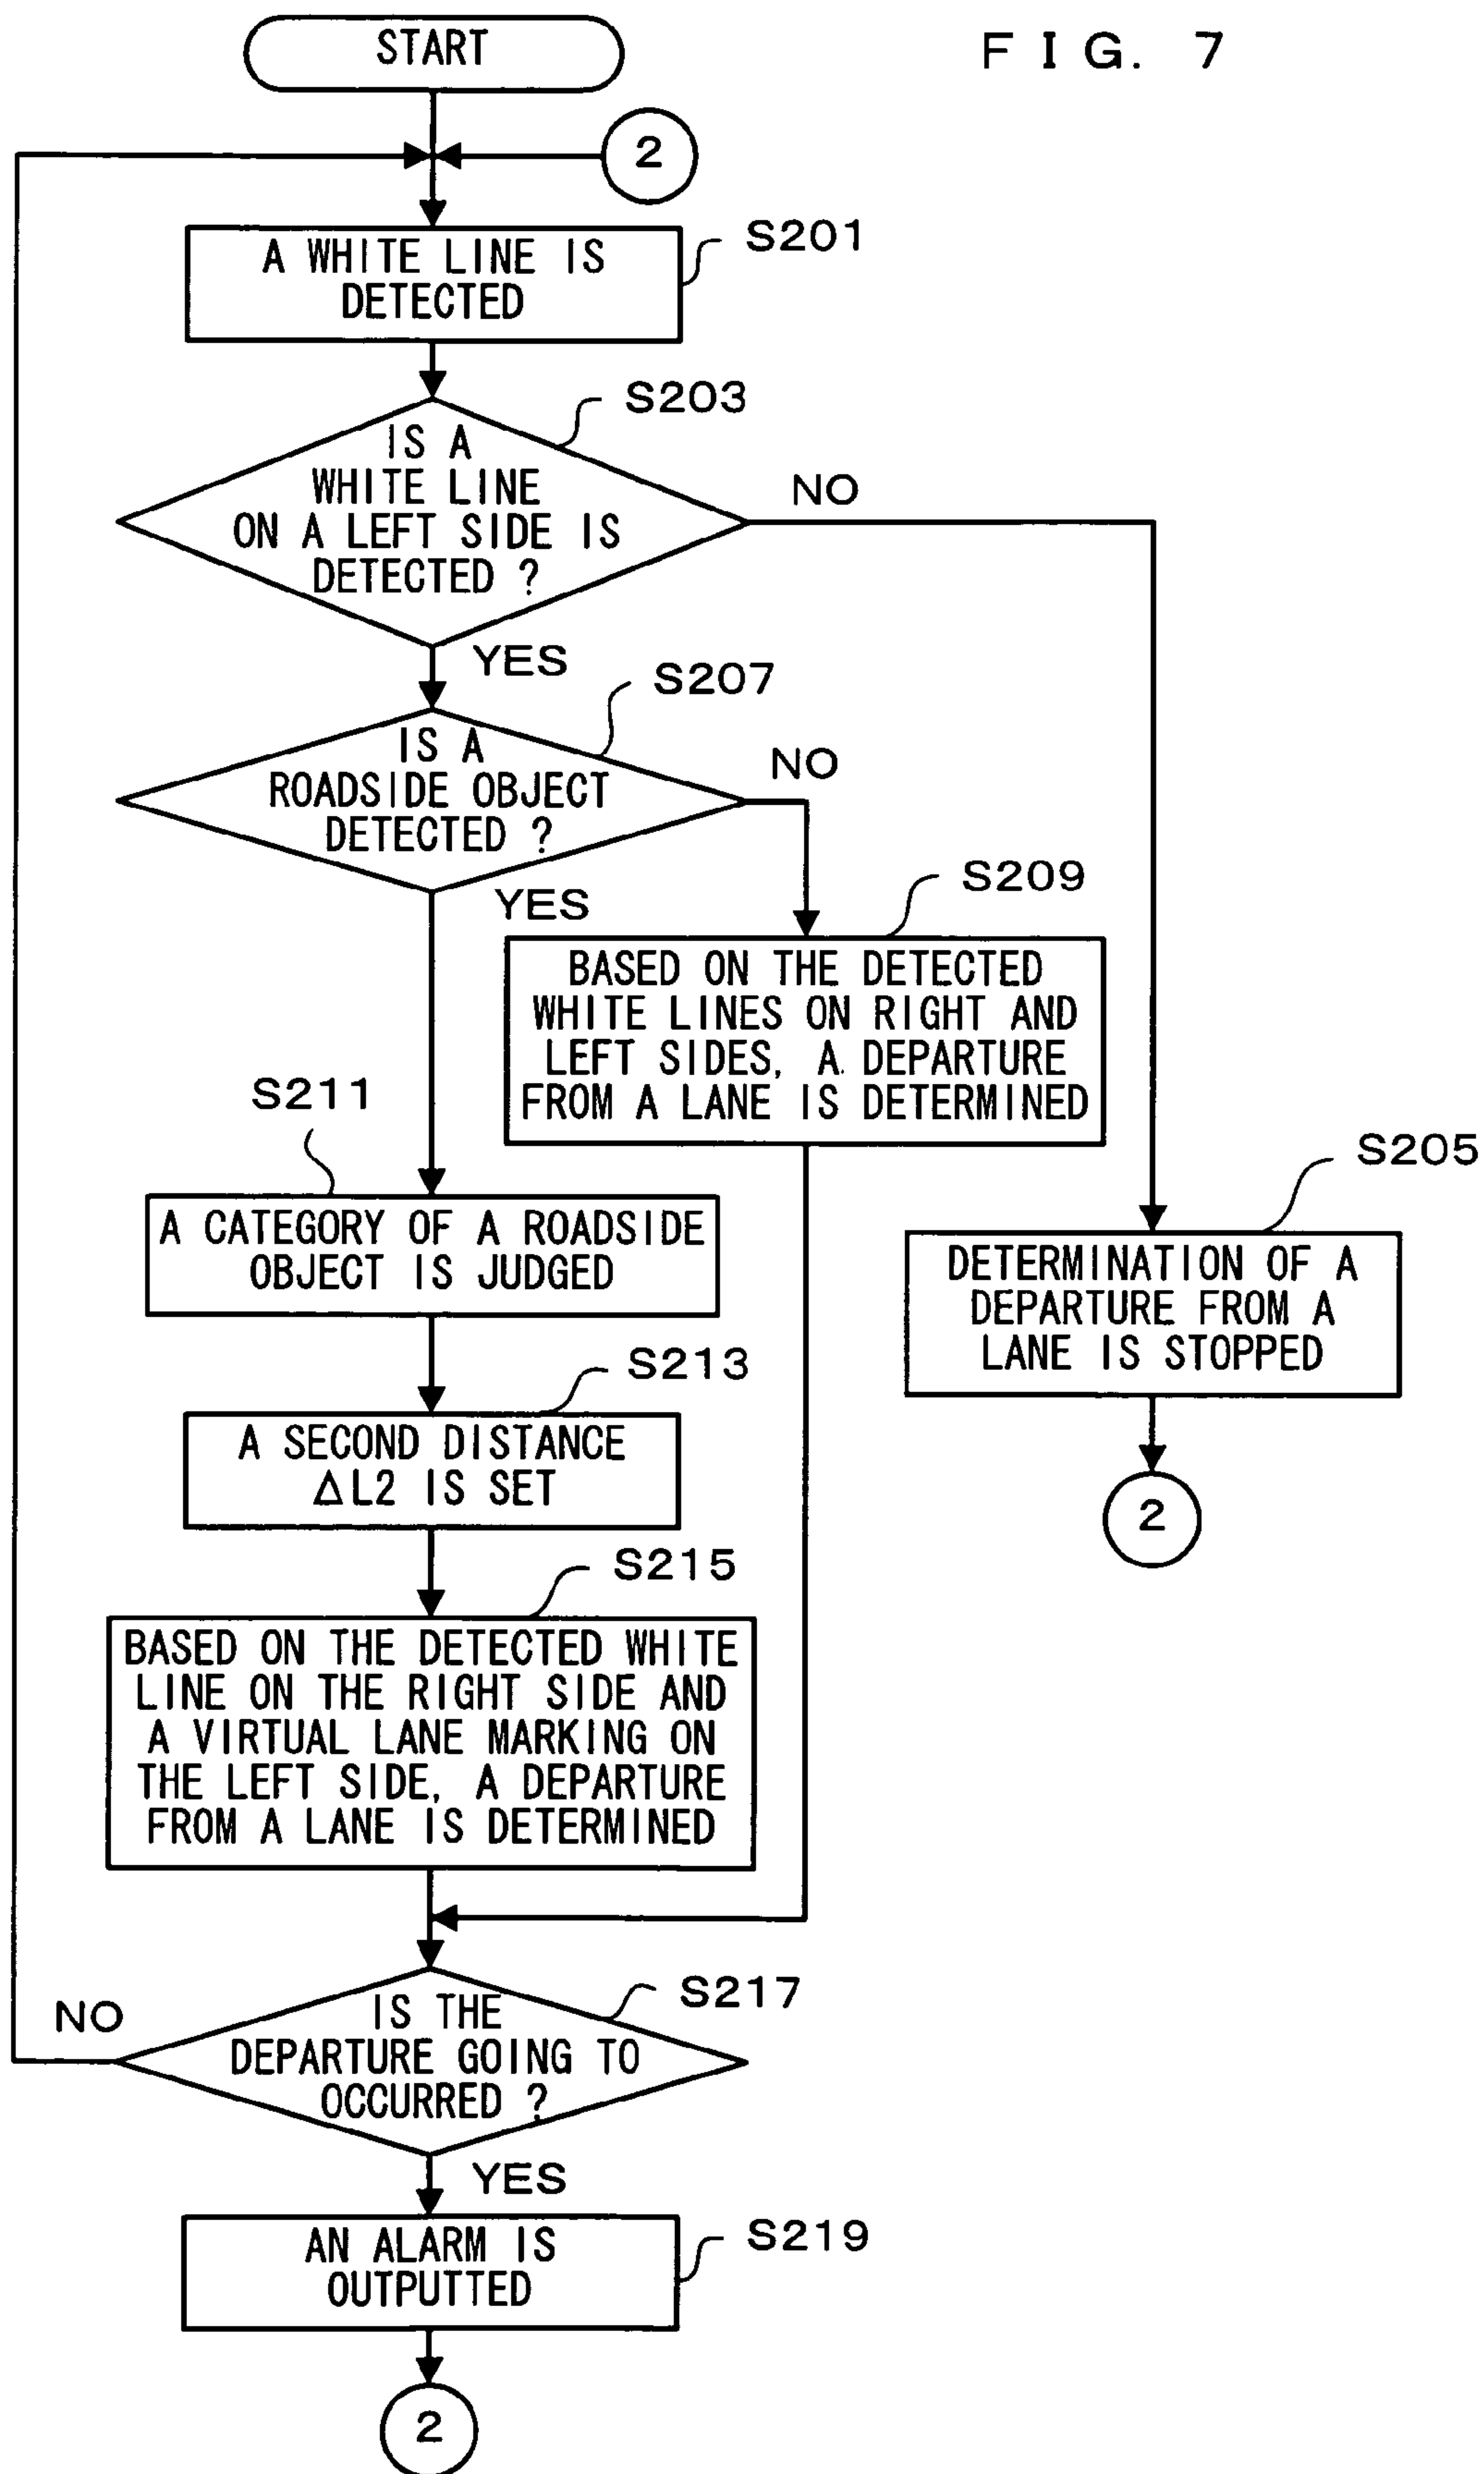 START
F I G. 7
2
S201
A WHITE LINE IS
DETECTED
S203
IS A
WHITE LINE
ON A LEFT SIDE IS
DETECTED ?
NO
YES
S207
IS A
ROADSIDE OBJECT
DETECTED ?
NO
YES
S209
BASED ON THE DETECTED
WHITE LINES ON RIGHT AND
LEFT SIDES, A DEPARTURE
FROM A LANE IS DETERMINED
S211
A CATEGORY OF A ROADSIDE
OBJECT IS JUDGED
S205
DETERMINATION OF A
DEPARTURE FROM A
LANE IS STOPPED
2
S213
A SECOND DISTANCE
ΔL2 IS SET
S215
BASED ON THE DETECTED WHITE
LINE ON THE RIGHT SIDE AND
A VIRTUAL LANE MARKING ON
THE LEFT SIDE, A DEPARTURE
FROM A LANE IS DETERMINED
S217
IS THE
DEPARTURE GOING TO
OCCURRED ?
NO
YES
S219
AN ALARM IS
OUTPUTTED
2